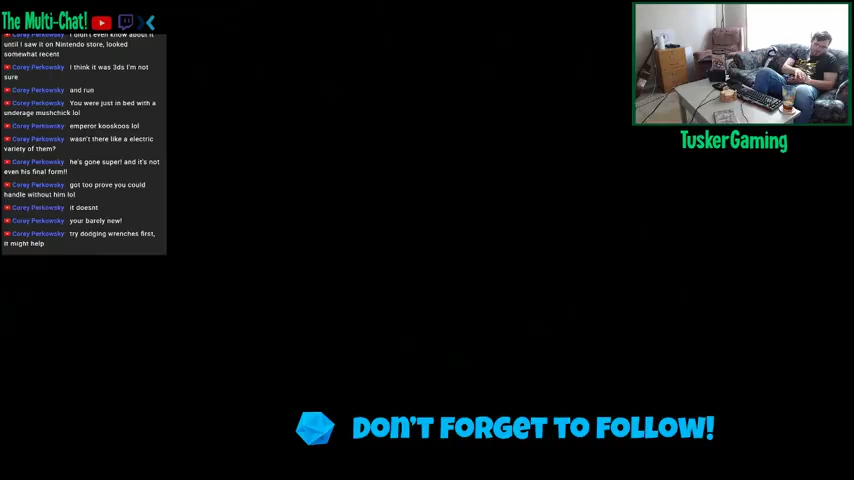 The Multi-Chat!
I didn't even know about it
until I saw it on Nintendo store, looked
somewhat recent
Corey Perkowsky I think it was 3ds I'm not
sure
Corey Perkowsky and run
Corey Perkowsky You were just in bed with a
underage mushchick lol
Corey Perkowsky emperor kooskoos lol
Corey Perkowsky wasn't there like a electric
variety of them?
Corey Perkowsky he's gone super! and it's not
even his final form!!
Corey Perkowsky got too prove you could
handle without him lol
Corey Perkowsky it doesnt
Corey Perkowsky your barely new!
Corey Perkowsky try dodging wrenches first,
it might help
TuskerGaming
Don't forget to follow!